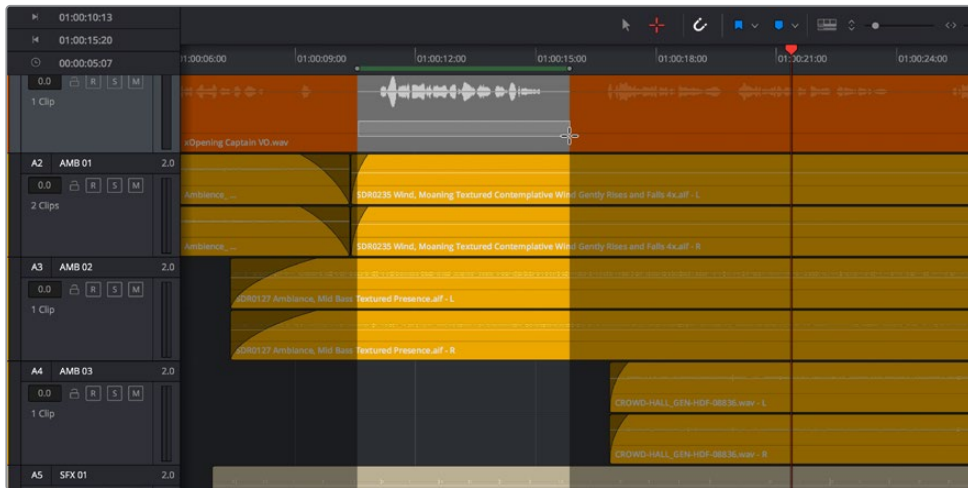 01:00:10:13
01:00:15:20
00:00:05:07
01:00:06:00 01:00:09:00 01:00:12:00 01:00:15:00 01:00:18:00 01:00:21:00 01:00:24:00
0.0 R S M
1 Clip
xOpening Captain VO.wav
A2 AMB 01 2.0
0.0 R S M
2 Clips
Ambience_ ...
SDR0235 Wind, Moaning Textured Contemplative Wind Gently Rises and Falls 4x.aif - L
Ambience_ ...
SDR0235 Wind, Moaning Textured Contemplative Wind Gently Rises and Falls 4x.aif - R
A3 AMB 02 2.0
0.0 R S M
1 Clip
SDR0127 Ambiance, Mid Bass Textured Presence.aif - L
SDR0127 Ambiance, Mid Bass Textured Presence.aif - R
A4 AMB 03 2.0
0.0 R S M
1 Clip
CROWD-HALL_GEN-HDF-08836.wav - L
CROWD-HALL_GEN-HDF-08836.wav - R
A5 SFX 01 2.0